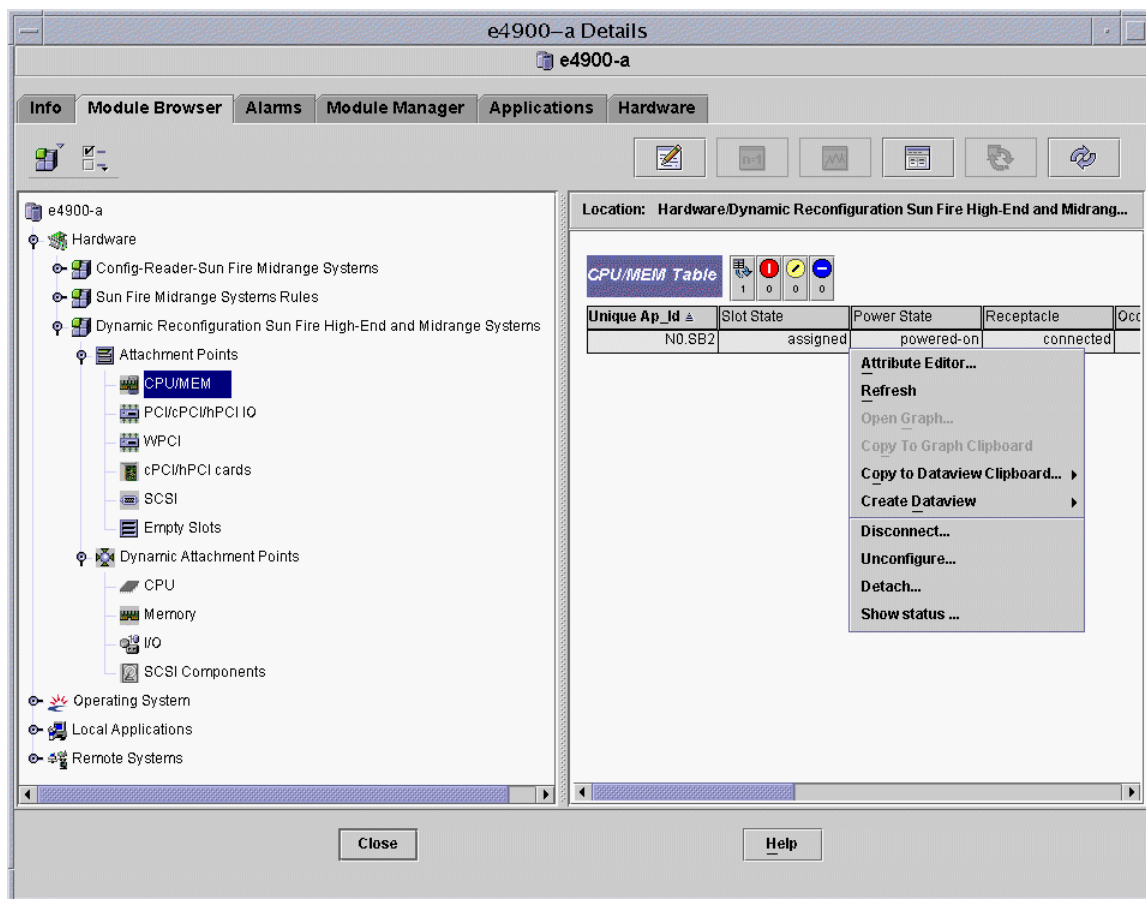 e4900–a Details
e4900-a
Info Module Browser Alarms Module Manager Applications Hardware
n=1
e4900-a
Hardware
Config-Reader-Sun Fire Midrange Systems
Sun Fire Midrange Systems Rules
Dynamic Reconfiguration Sun Fire High-End and Midrange Systems
Attachment Points
CPU/MEM
PCI/cPCI/hPCI IO
WPCI
cPCI/hPCI cards
SCSI
Empty Slots
Dynamic Attachment Points
CPU
Memory
I/O
SCSI Components
Operating System
Local Applications
Remote Systems
Location: Hardware/Dynamic Reconfiguration Sun Fire High-End and Midrang...
CPU/MEM Table
1 0 0 0
Unique Ap_Id Slot State Power State Receptacle Occ
N0.SB2 assigned powered-on connected
Attribute Editor...
Refresh
Open Graph...
Copy To Graph Clipboard
Copy to Dataview Clipboard...
Create Dataview
Disconnect...
Unconfigure...
Detach...
Show status ...
Close Help